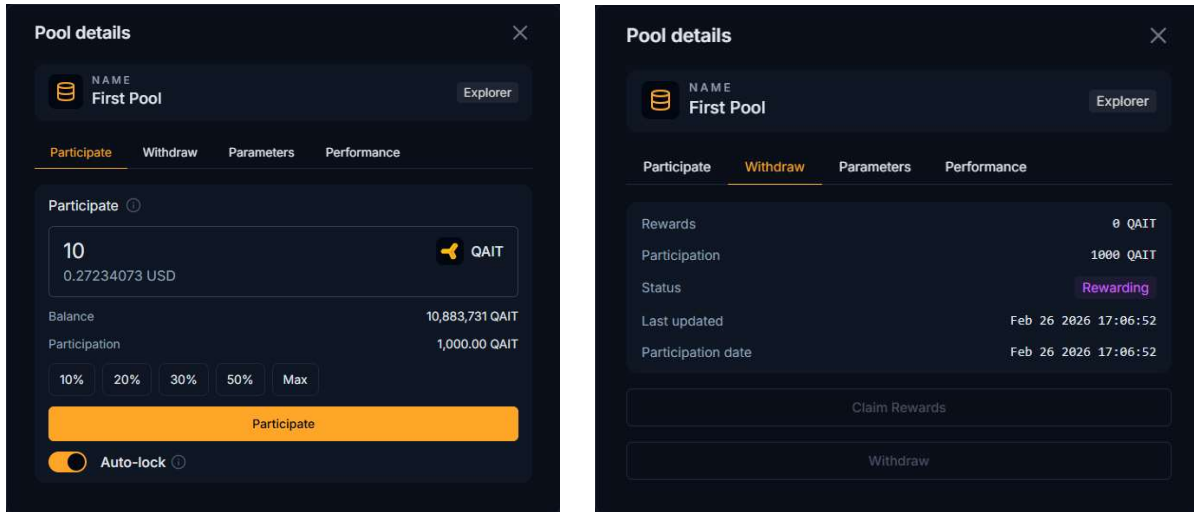 Pool details
NAME
First Pool
Explorer
Participate Withdraw Parameters Performance
Participate
10
QAIT
0.27234073 USD
Balance 10,883,731 QAIT
Participation 1,000.00 QAIT
10% 20% 30% 50% Max
Participate
Auto-lock
Pool details
NAME
First Pool
Explorer
Participate Withdraw Parameters Performance
Rewards 0 QAIT
Participation 1000 QAIT
Status Rewarding
Last updated Feb 26 2026 17:06:52
Participation date Feb 26 2026 17:06:52
Claim Rewards
Withdraw